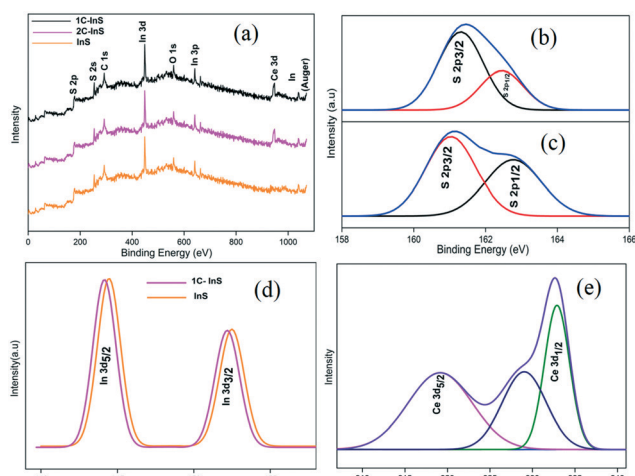 1C-InS
2C-InS
InS
(a)
S 2p
S 2s
C 1s
In 3d
O 1s
In 3p
Ce 3d
In
(Auger)
Intensity
0 200 400 600 800 1000
Binding Energy (eV)
(b)
S 2p3/2
S 2p1/2
(c)
S 2p3/2
S 2p1/2
Intensity (a.u)
158 160 162 164 166
Binding Energy (eV)
1C- InS
InS
(d)
In 3d5/2
In 3d3/2
Intensity(a.u)
(e)
Ce 3d5/2
Ce 3d1/2
Intensity